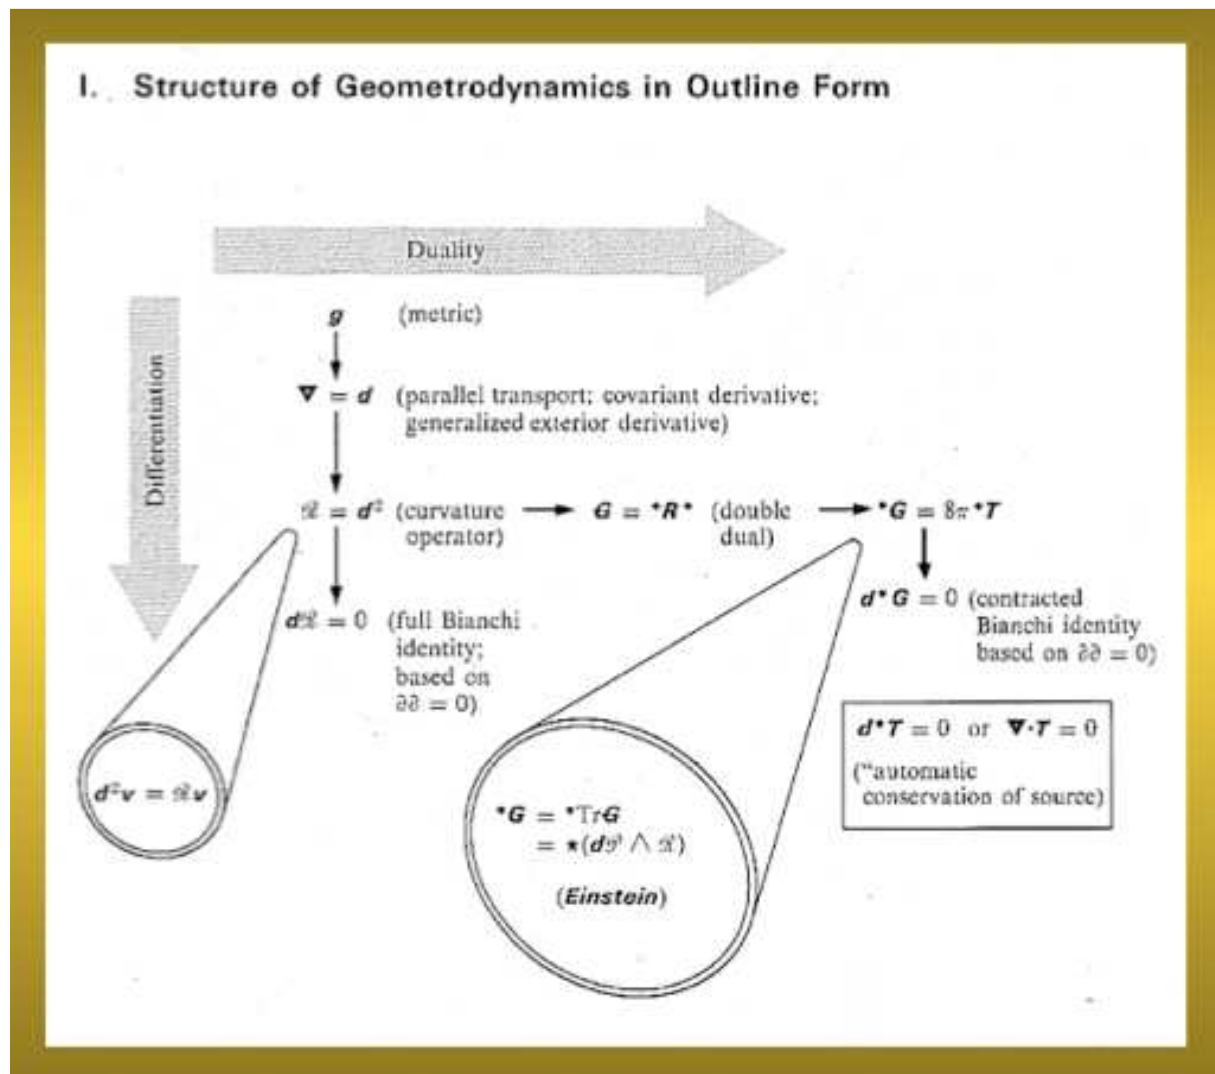 I. Structure of Geometrodynamics in Outline Form
Duality
Differentiation
g (metric)
∇ = d (parallel transport; covariant derivative;
generalized exterior derivative)
ℛ = d² (curvature
operator)
G = *R* (double
dual)
*G = 8π *T
dℛ = 0 (full Bianchi
identity;
based on
∂∂ = 0)
d*G = 0 (contracted
Bianchi identity
based on ∂∂ = 0)
d*T = 0 or ∇·T = 0
("automatic
conservation of source)
d²v = ℛv
*G = *TrG
= ⋆(d𝒫 ∧ ℛ)
(Einstein)